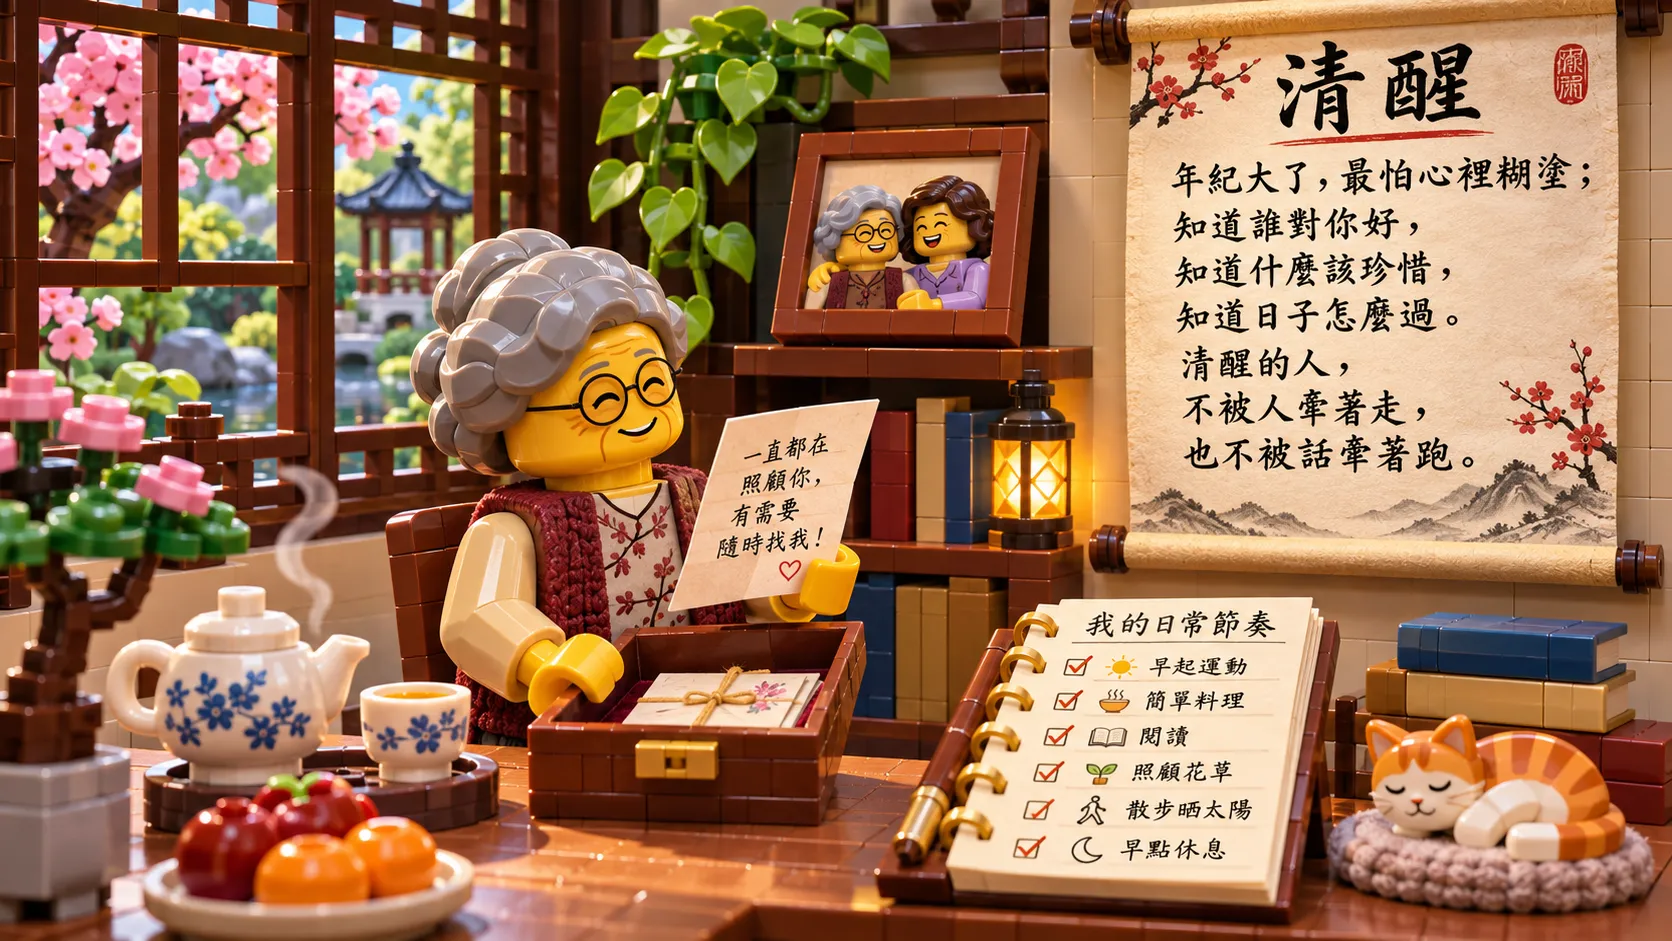 清醒
年紀大了，最怕心裡糊塗；
知道誰對你好，
知道什麼該珍惜，
知道日子怎麼過。
清醒的人，
不被人牽著走，
也不被話牽著跑。
一直都在
照顧你，
有需要
隨時找我！
我的日常節奏
早起運動
簡單料理
閱讀
照顧花草
散步晒太陽
早點休息